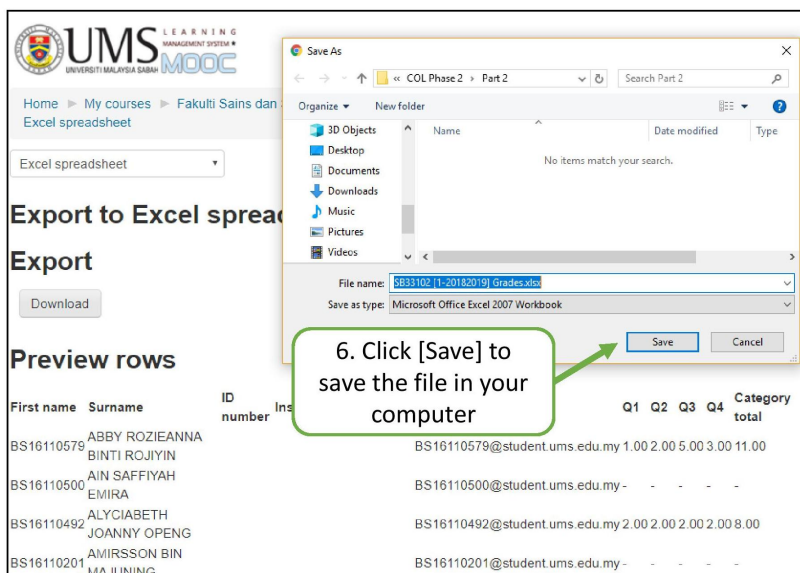 UMS LEARNING
MANAGEMENT SYSTEM
UNIVERSITI MALAYSIA SABAH MOOC
Home ► My courses ► Fakulti Sains dan
Excel spreadsheet
Excel spreadsheet
Export to Excel sprea
Export
Download
Preview rows
Save As
« COL Phase 2 › Part 2
Search Part 2
Organize
New folder
3D Objects
Desktop
Documents
Downloads
Music
Pictures
Videos
Name Date modified Type
No items match your search.
File name: SB33102 [1-20182019] Grades.xlsx
Save as type: Microsoft Office Excel 2007 Workbook
Save Cancel
6. Click [Save] to
save the file in your
computer
First name Surname ID number Ins Q1 Q2 Q3 Q4 Category total
BS16110579 ABBY ROZIEANNA BINTI ROJIYIN BS16110579@student.ums.edu.my 1.00 2.00 5.00 3.00 11.00
BS16110500 AIN SAFFIYAH EMIRA BS16110500@student.ums.edu.my - - - - -
BS16110492 ALYCIABETH JOANNY OPENG BS16110492@student.ums.edu.my 2.00 2.00 2.00 2.00 8.00
BS16110201 AMIRSSON BIN MAJUNING BS16110201@student.ums.edu.my - - - - -